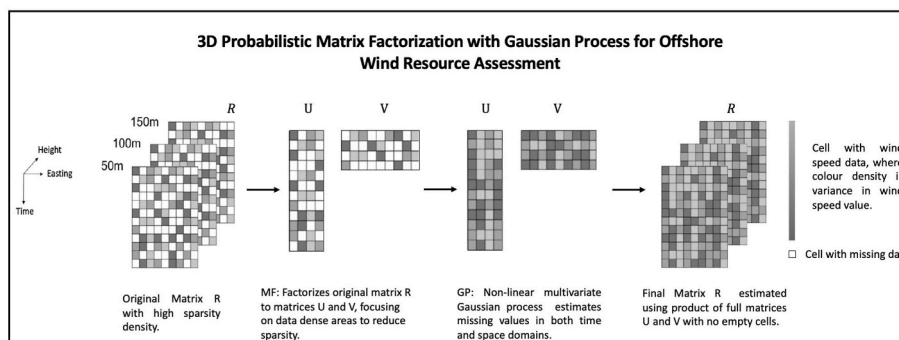 3D Probabilistic Matrix Factorization with Gaussian Process for Offshore
Wind Resource Assessment
R
U
V
U
V
R
150m
100m
50m
Height
Easting
Time
Cell with wind
speed data, where
colour density i
variance in wind
speed value.
Cell with missing da
Original Matrix R
with high sparsity
density.
MF: Factorizes original matrix R
to matrices U and V, focusing
on data dense areas to reduce
sparsity.
GP: Non-linear multivariate
Gaussian process estimates
missing values in both time
and space domains.
Final Matrix R estimated
using product of full matrices
U and V with no empty cells.